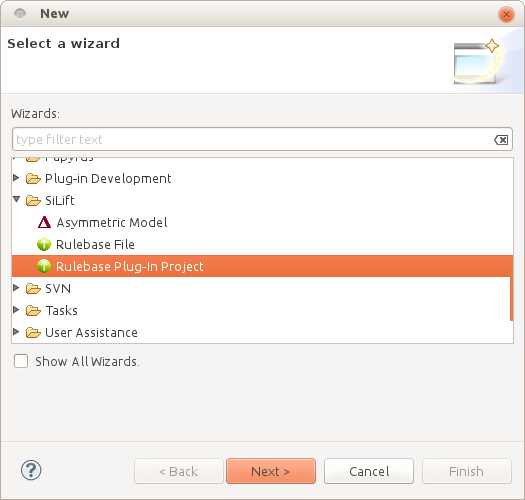 New
Select a wizard
Wizards:
type filter text
Papyrus
Plug-in Development
SiLift
Asymmetric Model
Rulebase File
Rulebase Plug-In Project
SVN
Tasks
User Assistance
Show All Wizards.
?
< Back
Next >
Cancel
Finish